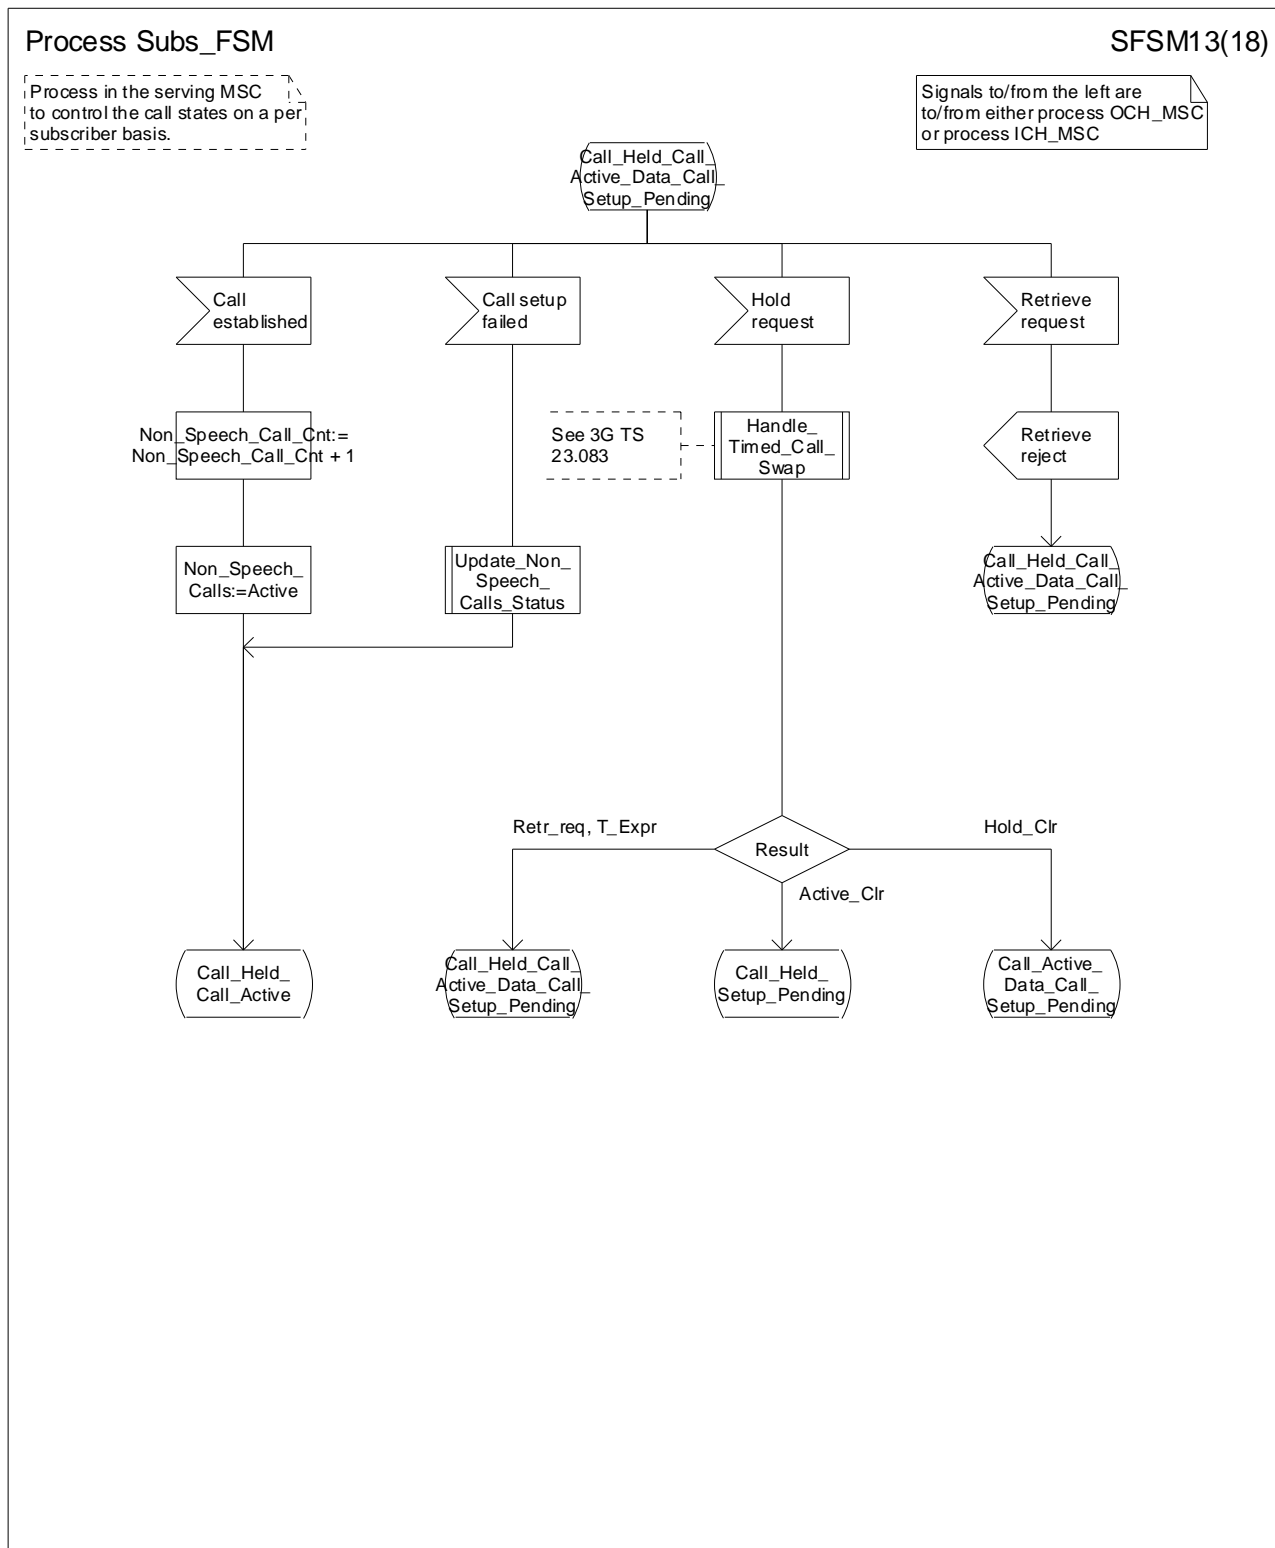 Process Subs_FSM
SFSM13(18)
Process in the serving MSC
to control the call states on a per
subscriber basis.
Signals to/from the left are
to/from either process OCH_MSC
or process ICH_MSC
Call_Held_Call_
Active_Data_Call_
Setup_Pending
Call
established
Call setup
failed
Hold
request
Retrieve
request
Non_Speech_Call_Cnt:=
Non_Speech_Call_Cnt + 1
See 3G TS
23.083
Handle_
Timed_Call_
Swap
Retrieve
reject
Non_Speech_
Calls:=Active
Update_Non_
Speech_
Calls_Status
Call_Held_Call_
Active_Data_Call_
Setup_Pending
Retr_req, T_Expr
Result
Hold_Clr
Active_Clr
Call_Held_
Call_Active
Call_Held_Call_
Active_Data_Call_
Setup_Pending
Call_Held_
Setup_Pending
Call_Active_
Data_Call_
Setup_Pending